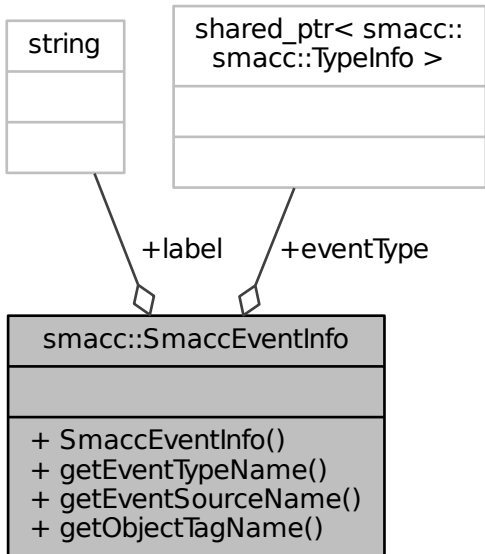 string
shared_ptr< smacc::
smacc::TypeInfo >
+label
+eventType
smacc::SmaccEventInfo
+ SmaccEventInfo()
+ getEventTypeName()
+ getEventSourceName()
+ getObjectTagName()